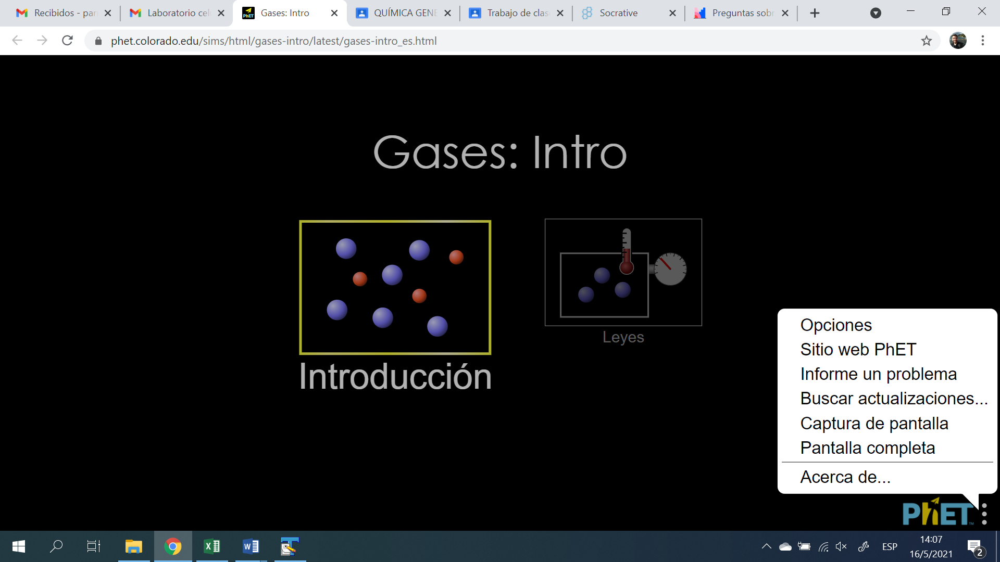 Recibidos - par
Laboratorio cel
Gases: Intro
QUÍMICA GENE
Trabajo de clas
Socrative
Preguntas sobr
phet.colorado.edu/sims/html/gases-intro/latest/gases-intro_es.html
Gases: Intro
Introducción
Leyes
Opciones
Sitio web PhET
Informe un problema
Buscar actualizaciones...
Captura de pantalla
Pantalla completa
Acerca de...
PhET™
ESP
14:07
16/5/2021
2